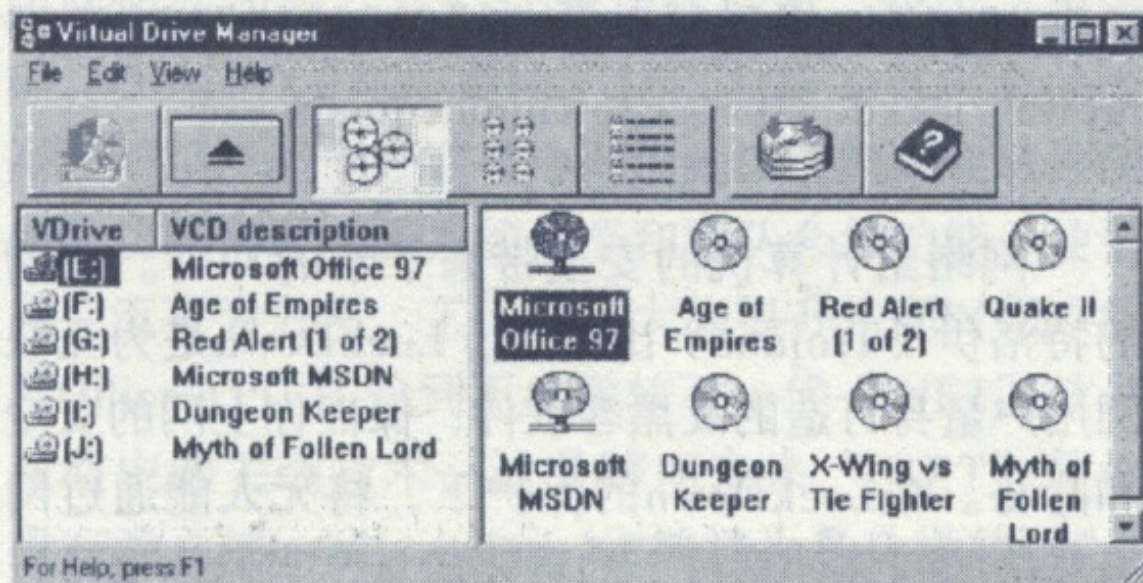 Virtual Drive Manager
File Edit View Help
VDrive VCD description
(E:) Microsoft Office 97
(F:) Age of Empires
(G:) Red Alert (1 of 2)
(H:) Microsoft MSDN
(I:) Dungeon Keeper
(J:) Myth of Follen Lord
Microsoft
Office 97
Age of
Empires
Red Alert
(1 of 2)
Quake II
Microsoft
MSDN
Dungeon
Keeper
X-Wing vs
Tie Fighter
Myth of
Follen
Lord
For Help, press F1